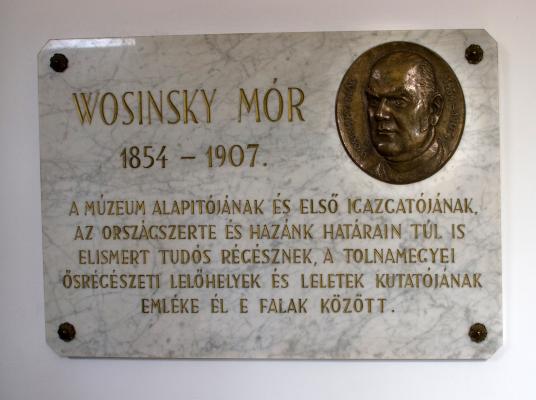 WOSINSKY MÓR
1854 – 1907.
A MÚZEUM ALAPITÓJÁNAK ÉS ELSŐ IGAZGATÓJÁNAK,
AZ ORSZÁGSZERTE ÉS HAZÁNK HATÁRAIN TÚL IS
ELISMERT TUDÓS RÉGÉSZNEK, A TOLNAMEGYEI
ŐSRÉGÉSZETI LELŐHELYEK ÉS LELETEK KUTATÓJÁNAK
EMLÉKE ÉL E FALAK KÖZÖTT.